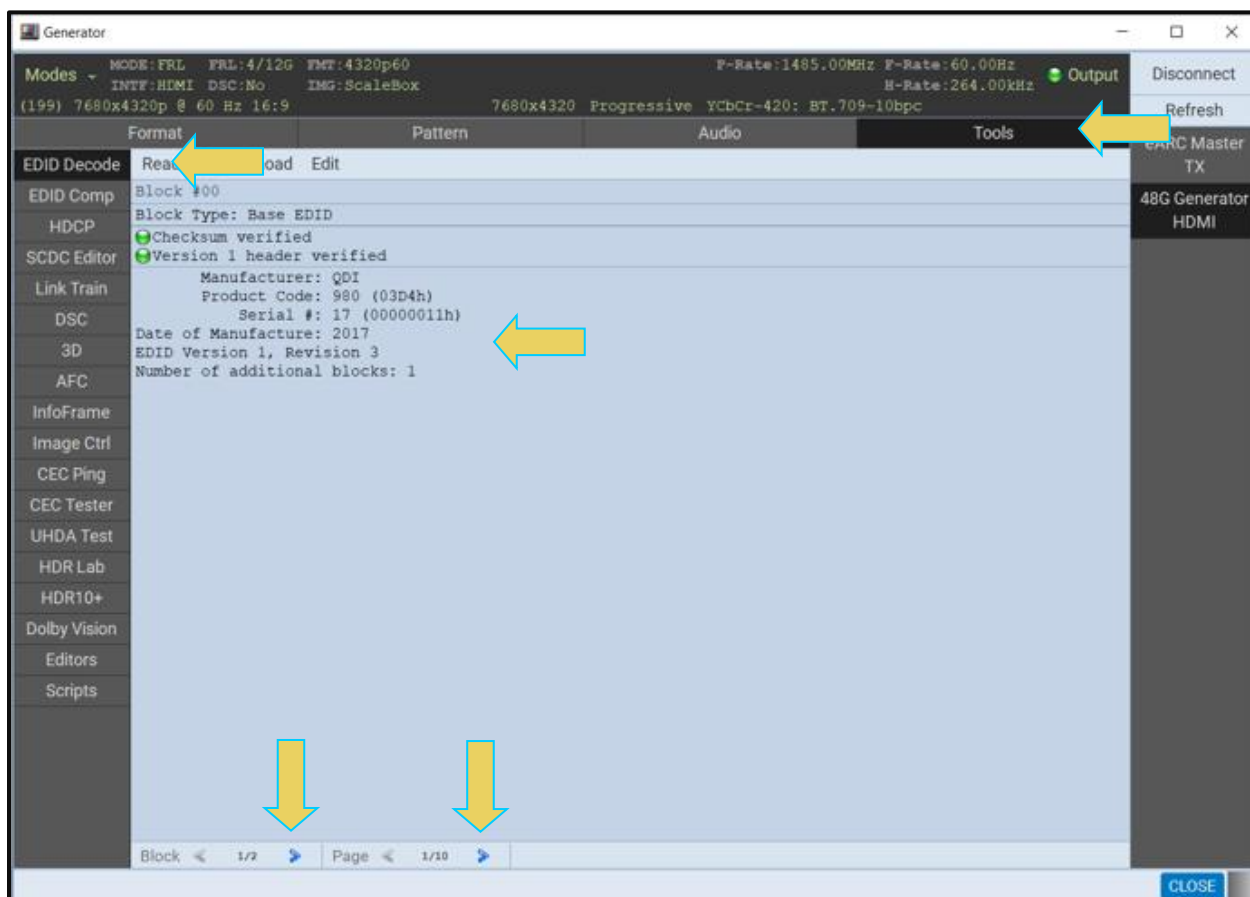 Generator
Modes
MODE:FRL FRL:4/12G FMT:4320p60
P-Rate:1485.00MHz F-Rate:60.00Hz
INTF:HDMI DSC:No IMG:ScaleBox
H-Rate:264.00kHz
Output
(199) 7680x4320p @ 60 Hz 16:9
7680x4320 Progressive YCbCr-420: BT.709-10bpc
Disconnect
Refresh
Format Pattern Audio Tools
eARC Master
TX
48G Generator
HDMI
EDID Decode
EDID Comp
HDCP
SCDC Editor
Link Train
DSC
3D
AFC
InfoFrame
Image Ctrl
CEC Ping
CEC Tester
UHDA Test
HDR Lab
HDR10+
Dolby Vision
Editors
Scripts
Edit
Block #00
Block Type: Base EDID
Checksum verified
Version 1 header verified
Manufacturer: QDI
Product Code: 980 (03D4h)
Serial #: 17 (00000011h)
Date of Manufacture: 2017
EDID Version 1, Revision 3
Number of additional blocks: 1
Block 1/2 Page 1/10
CLOSE